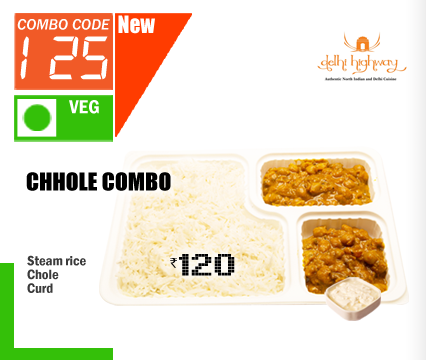 COMBO CODE
125
New
VEG
delhi highway
Authentic North Indian and Delhi Cuisine
CHHOLE COMBO
₹120
Steam rice
Chole
Curd